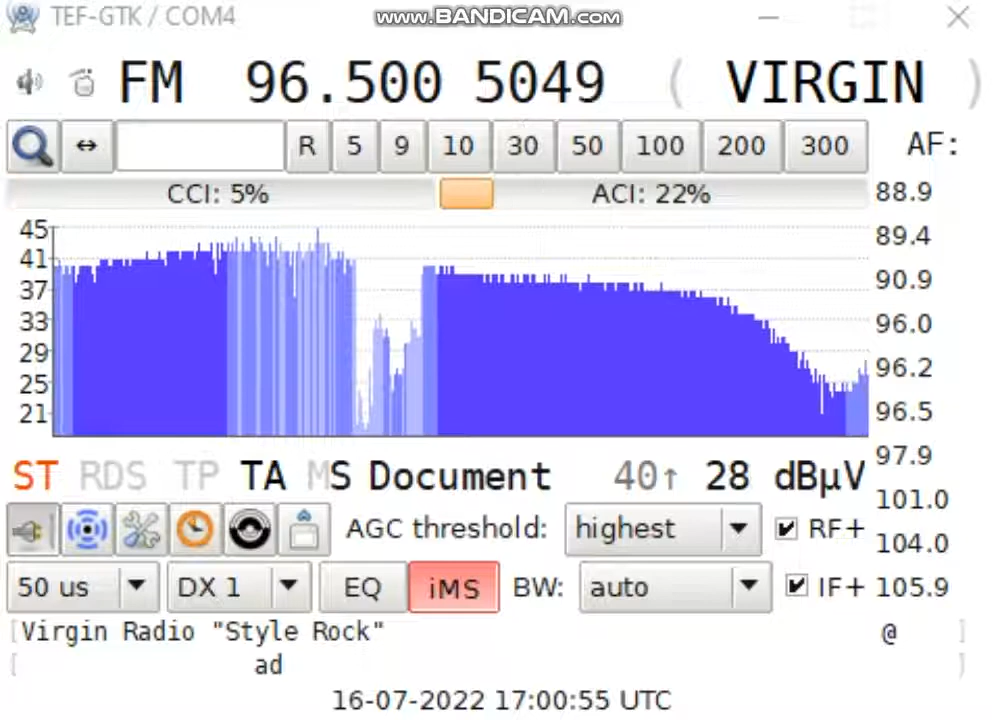 TEF-GTK / COM4
www.BANDICAM.com
FM 96.500 5049 ( VIRGIN )
R 5 9 10 30 50 100 200 300 AF:
CCI: 5% ACI: 22%
88.9
89.4
90.9
96.0
96.2
96.5
97.9
101.0
104.0
105.9
45
41
37
33
29
25
21
ST RDS TP TA MS Document 40↑ 28 dBµV
AGC threshold: highest RF+
50 us DX 1 EQ iMS BW: auto IF+
[Virgin Radio "Style Rock" @ ]
[ ad ]
16-07-2022 17:00:55 UTC